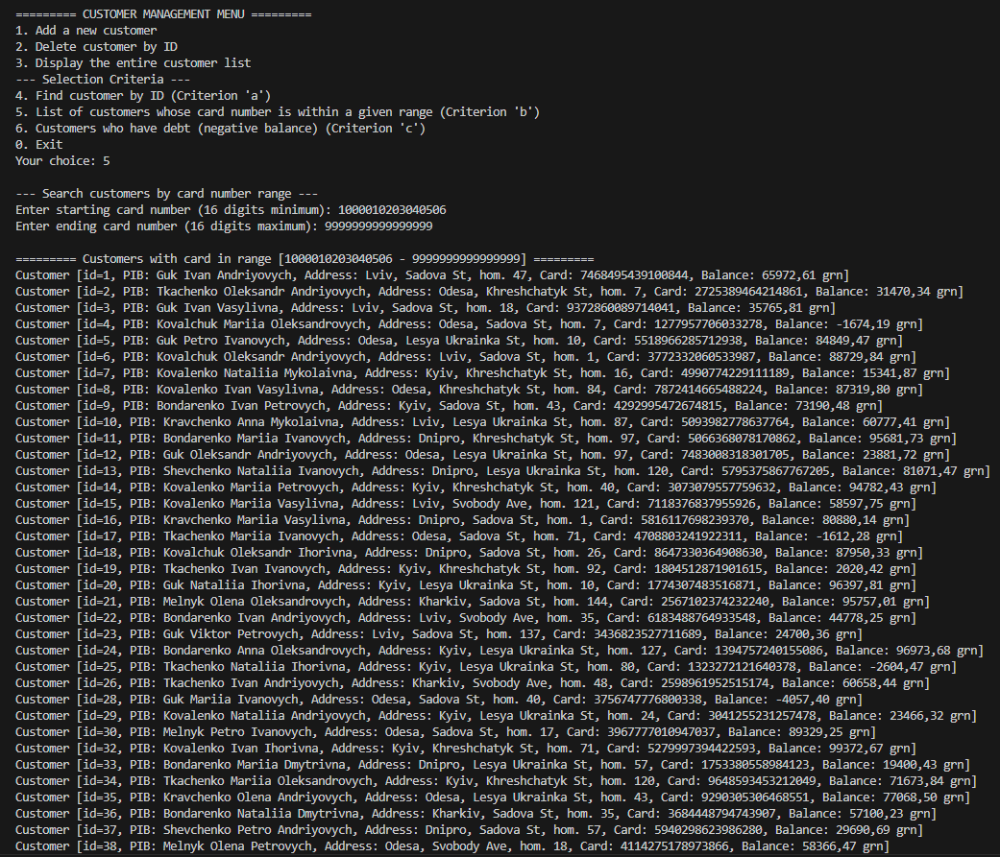 ========= CUSTOMER MANAGEMENT MENU =========
1. Add a new customer
2. Delete customer by ID
3. Display the entire customer list
--- Selection Criteria ---
4. Find customer by ID (Criterion 'a')
5. List of customers whose card number is within a given range (Criterion 'b')
6. Customers who have debt (negative balance) (Criterion 'c')
0. Exit
Your choice: 5
--- Search customers by card number range ---
Enter starting card number (16 digits minimum): 1000010203040506
Enter ending card number (16 digits maximum): 9999999999999999
========= Customers with card in range [1000010203040506 - 9999999999999999] =========
Customer [id=1, PIB: Guk Ivan Andriyovych, Address: Lviv, Sadova St, hom. 47, Card: 7468495439100844, Balance: 65972,61 grn]
Customer [id=2, PIB: Tkachenko Oleksandr Andriyovych, Address: Odesa, Khreshchatyk St, hom. 7, Card: 2725389464214861, Balance: 31470,34 grn]
Customer [id=3, PIB: Guk Ivan Vasylivna, Address: Lviv, Sadova St, hom. 18, Card: 9372860089714041, Balance: 35765,81 grn]
Customer [id=4, PIB: Kovalchuk Mariia Oleksandrovych, Address: Odesa, Sadova St, hom. 7, Card: 1277957706033278, Balance: -1674,19 grn]
Customer [id=5, PIB: Guk Petro Ivanovych, Address: Odesa, Lesya Ukrainka St, hom. 10, Card: 5518966285712938, Balance: 84849,47 grn]
Customer [id=6, PIB: Kovalchuk Oleksandr Andriyovych, Address: Lviv, Sadova St, hom. 1, Card: 3772332060533987, Balance: 88729,84 grn]
Customer [id=7, PIB: Kovalenko Nataliia Mykolaivna, Address: Kyiv, Khreshchatyk St, hom. 16, Card: 4990774229111189, Balance: 15341,87 grn]
Customer [id=8, PIB: Kovalenko Ivan Vasylivna, Address: Odesa, Khreshchatyk St, hom. 84, Card: 7872414665488224, Balance: 87319,80 grn]
Customer [id=9, PIB: Bondarenko Ivan Petrovych, Address: Kyiv, Sadova St, hom. 43, Card: 4292995472674815, Balance: 73190,48 grn]
Customer [id=10, PIB: Kravchenko Anna Mykolaivna, Address: Lviv, Lesya Ukrainka St, hom. 87, Card: 5093982778637764, Balance: 60777,41 grn]
Customer [id=11, PIB: Bondarenko Mariia Ivanovych, Address: Dnipro, Khreshchatyk St, hom. 97, Card: 5066368078170862, Balance: 95681,73 grn]
Customer [id=12, PIB: Guk Oleksandr Andriyovych, Address: Odesa, Lesya Ukrainka St, hom. 97, Card: 7483008318301705, Balance: 23881,72 grn]
Customer [id=13, PIB: Shevchenko Nataliia Ivanovych, Address: Dnipro, Lesya Ukrainka St, hom. 120, Card: 5795375867767205, Balance: 81071,47 grn]
Customer [id=14, PIB: Kovalenko Mariia Petrovych, Address: Kyiv, Khreshchatyk St, hom. 40, Card: 3073079557759632, Balance: 94782,43 grn]
Customer [id=15, PIB: Kovalenko Mariia Vasylivna, Address: Lviv, Svobody Ave, hom. 121, Card: 7118376837955926, Balance: 58597,75 grn]
Customer [id=16, PIB: Kravchenko Mariia Vasylivna, Address: Dnipro, Sadova St, hom. 1, Card: 5816117698239370, Balance: 80880,14 grn]
Customer [id=17, PIB: Tkachenko Mariia Ivanovych, Address: Odesa, Sadova St, hom. 71, Card: 4708803241922311, Balance: -1612,28 grn]
Customer [id=18, PIB: Kovalchuk Oleksandr Ihorivna, Address: Dnipro, Sadova St, hom. 26, Card: 8647330364908630, Balance: 87950,33 grn]
Customer [id=19, PIB: Tkachenko Ivan Ivanovych, Address: Kyiv, Khreshchatyk St, hom. 92, Card: 1804512871901615, Balance: 2020,42 grn]
Customer [id=20, PIB: Guk Nataliia Ihorivna, Address: Kyiv, Lesya Ukrainka St, hom. 10, Card: 1774307483516871, Balance: 96397,81 grn]
Customer [id=21, PIB: Melnyk Olena Oleksandrovych, Address: Kharkiv, Sadova St, hom. 144, Card: 2567102374232240, Balance: 95757,01 grn]
Customer [id=22, PIB: Bondarenko Ivan Andriyovych, Address: Lviv, Svobody Ave, hom. 35, Card: 6183488764933548, Balance: 44778,25 grn]
Customer [id=23, PIB: Guk Viktor Petrovych, Address: Lviv, Sadova St, hom. 137, Card: 3436823527711689, Balance: 24700,36 grn]
Customer [id=24, PIB: Bondarenko Anna Oleksandrovych, Address: Kyiv, Lesya Ukrainka St, hom. 127, Card: 1394757240155086, Balance: 96973,68 grn]
Customer [id=25, PIB: Tkachenko Nataliia Ihorivna, Address: Kyiv, Lesya Ukrainka St, hom. 80, Card: 1323272121640378, Balance: -2604,47 grn]
Customer [id=26, PIB: Tkachenko Ivan Andriyovych, Address: Kharkiv, Svobody Ave, hom. 48, Card: 2598961952515174, Balance: 60658,44 grn]
Customer [id=28, PIB: Guk Mariia Ivanovych, Address: Odesa, Sadova St, hom. 40, Card: 3756747776800338, Balance: -4057,40 grn]
Customer [id=29, PIB: Kovalenko Nataliia Andriyovych, Address: Kyiv, Lesya Ukrainka St, hom. 24, Card: 3041255231257478, Balance: 23466,32 grn]
Customer [id=30, PIB: Melnyk Petro Ivanovych, Address: Odesa, Sadova St, hom. 17, Card: 3967777010947037, Balance: 89329,25 grn]
Customer [id=32, PIB: Kovalenko Ivan Ihorivna, Address: Kyiv, Khreshchatyk St, hom. 71, Card: 5279997394422593, Balance: 99372,67 grn]
Customer [id=33, PIB: Bondarenko Mariia Dmytrivna, Address: Dnipro, Lesya Ukrainka St, hom. 57, Card: 1753380558984123, Balance: 19400,43 grn]
Customer [id=34, PIB: Tkachenko Mariia Oleksandrovych, Address: Kyiv, Khreshchatyk St, hom. 120, Card: 9648593453212049, Balance: 71673,84 grn]
Customer [id=35, PIB: Kravchenko Olena Andriyovych, Address: Odesa, Lesya Ukrainka St, hom. 43, Card: 9290305306468551, Balance: 77068,50 grn]
Customer [id=36, PIB: Bondarenko Nataliia Dmytrivna, Address: Kharkiv, Sadova St, hom. 35, Card: 3684448794743907, Balance: 57100,23 grn]
Customer [id=37, PIB: Shevchenko Petro Andriyovych, Address: Dnipro, Sadova St, hom. 57, Card: 5940298623986280, Balance: 29690,69 grn]
Customer [id=38, PIB: Melnyk Olena Petrovych, Address: Odesa, Svobody Ave, hom. 18, Card: 4114275178973866, Balance: 58366,47 grn]